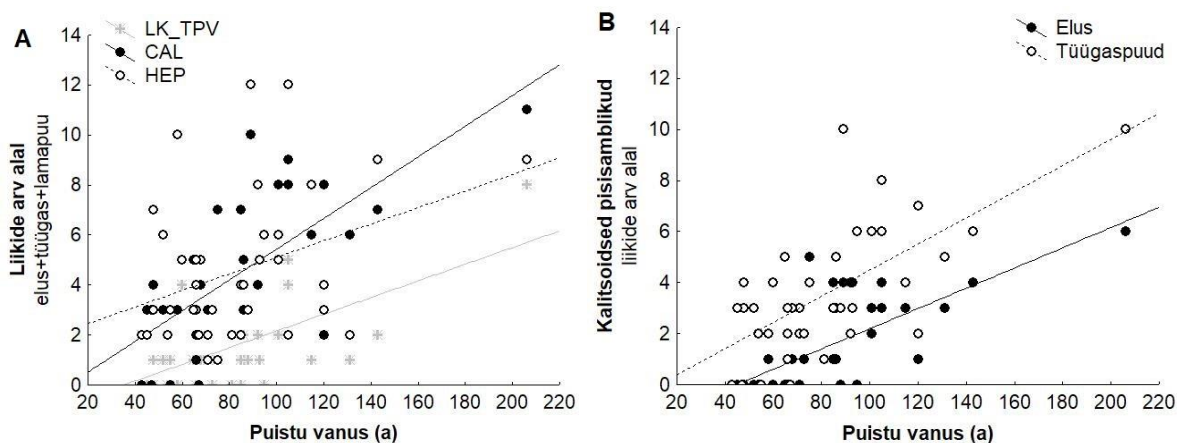 A
LK_TPV
CAL
HEP
Liikide arv alal
elus+tüügas+lamapuu
14
12
10
8
6
4
2
0
20 40 60 80 100 120 140 160 180 200 220
Puistu vanus (a)
B
Elus
Tüügaspuud
Kalitsoidsed pisisamblikud
liikide arv alal
14
12
10
8
6
4
2
0
20 40 60 80 100 120 140 160 180 200 220
Puistu vanus (a)